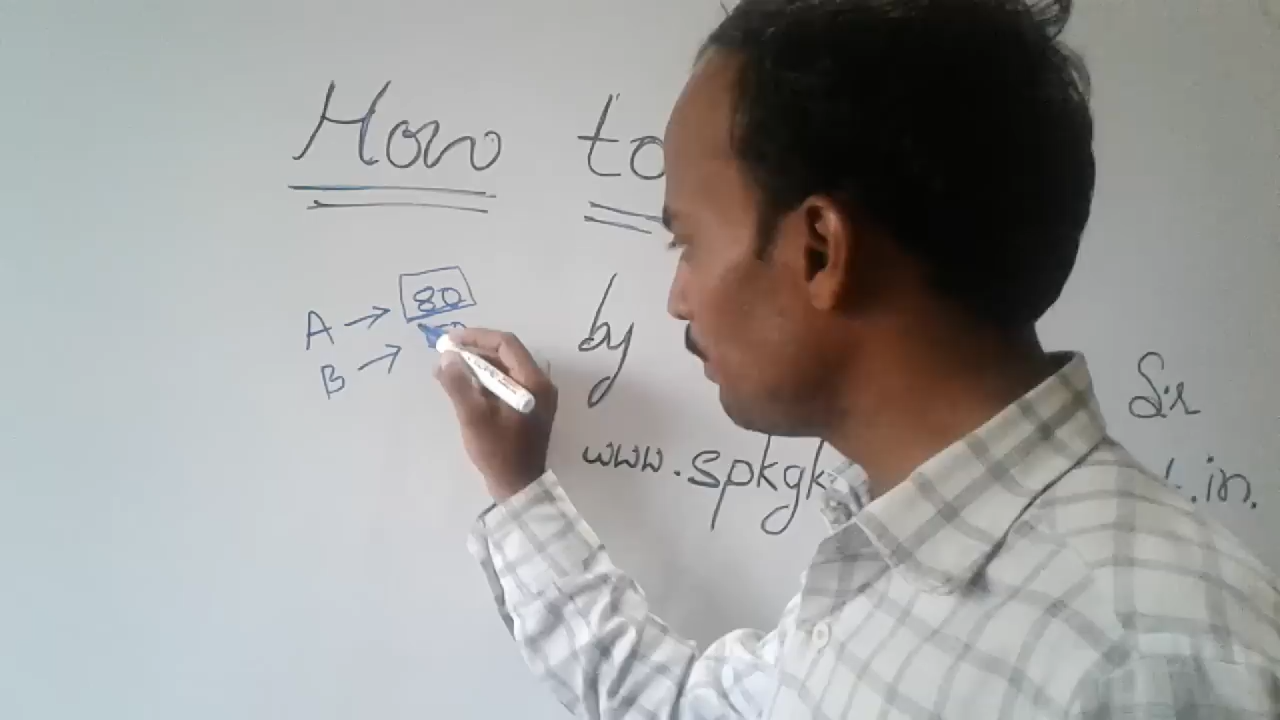 How to
A → 80
B →
by Sir
www.spkgk .in.